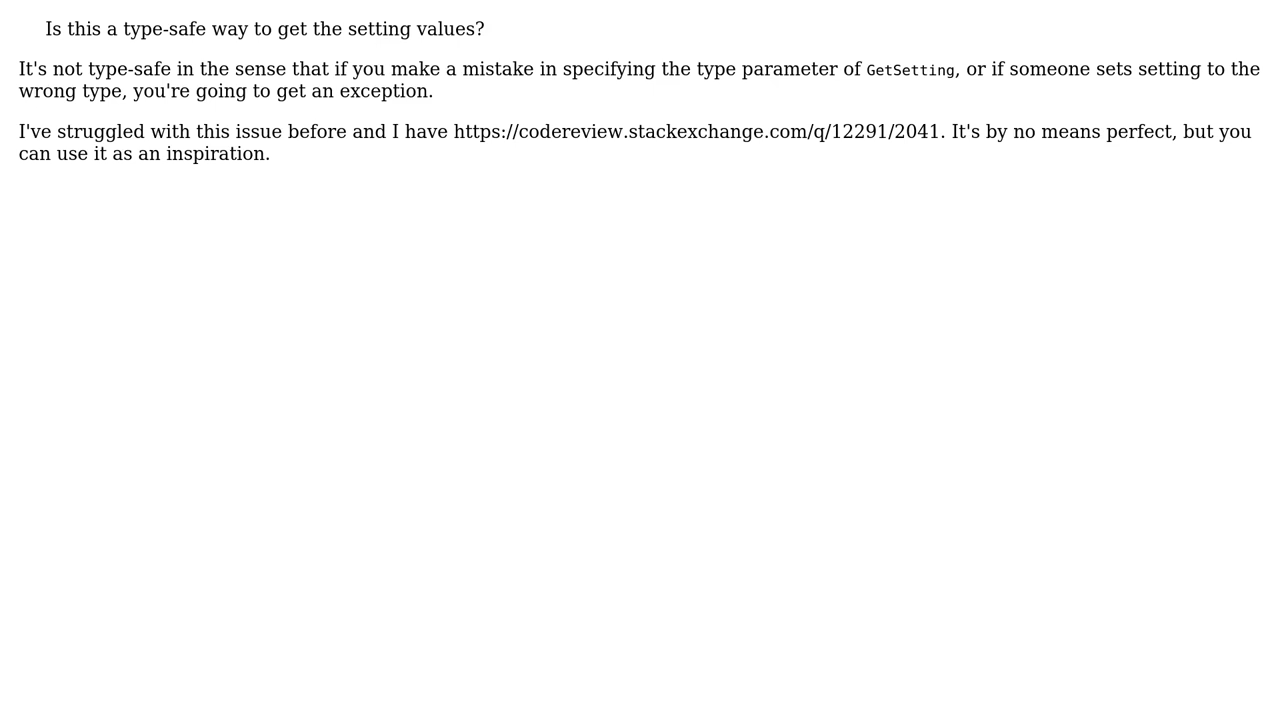 Is this a type-safe way to get the setting values?
It's not type-safe in the sense that if you make a mistake in specifying the type parameter of GetSetting, or if someone sets setting to the
wrong type, you're going to get an exception.
I've struggled with this issue before and I have https://codereview.stackexchange.com/q/12291/2041. It's by no means perfect, but you
can use it as an inspiration.